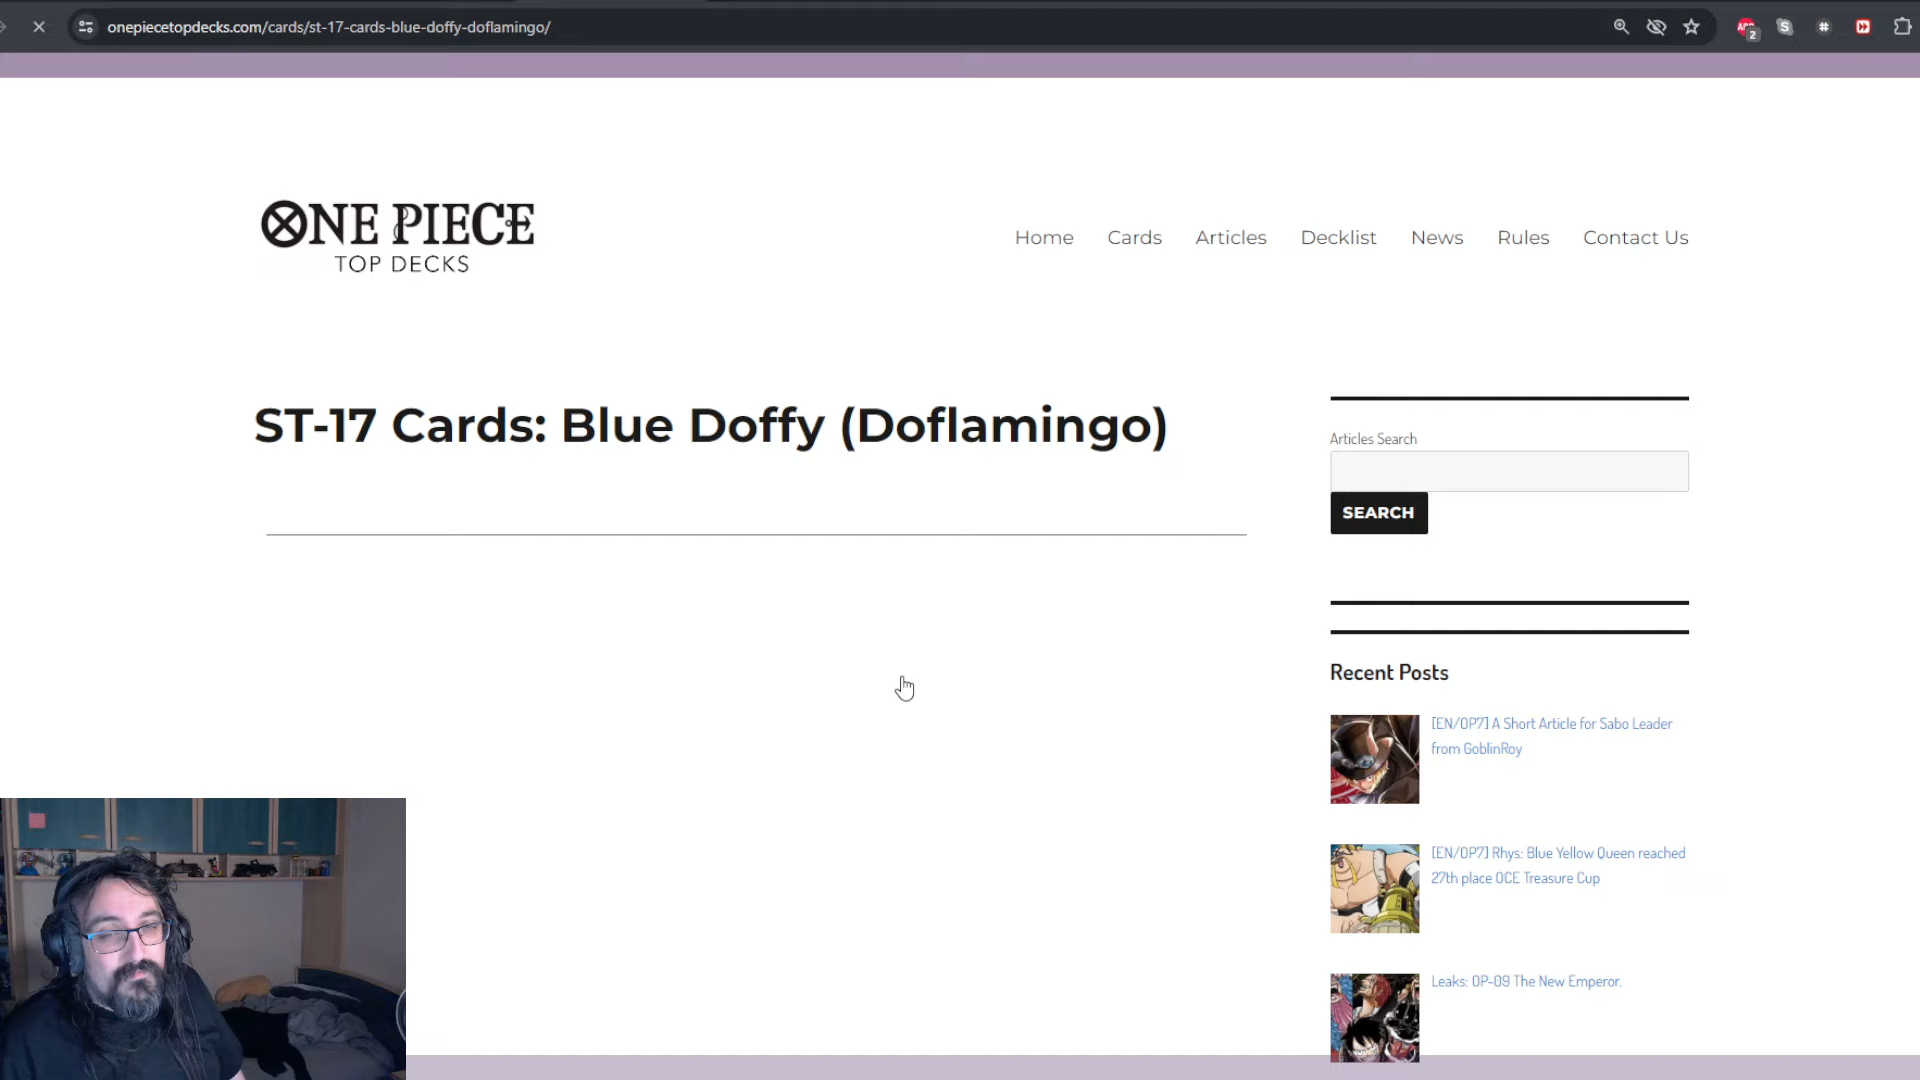 onepiecetopdecks.com/cards/st-17-cards-blue-doffy-doflamingo/
2
S
#
ONE PIECE
TOP DECKS
Home
Cards
Articles
Decklist
News
Rules
Contact Us
ST-17 Cards: Blue Doffy (Doflamingo)
Articles Search
SEARCH
Recent Posts
[EN/OP7] A Short Article for Sabo Leader
from GoblinRoy
[EN/OP7] Rhys: Blue Yellow Queen reached
27th place OCE Treasure Cup
Leaks: OP-09 The New Emperor.